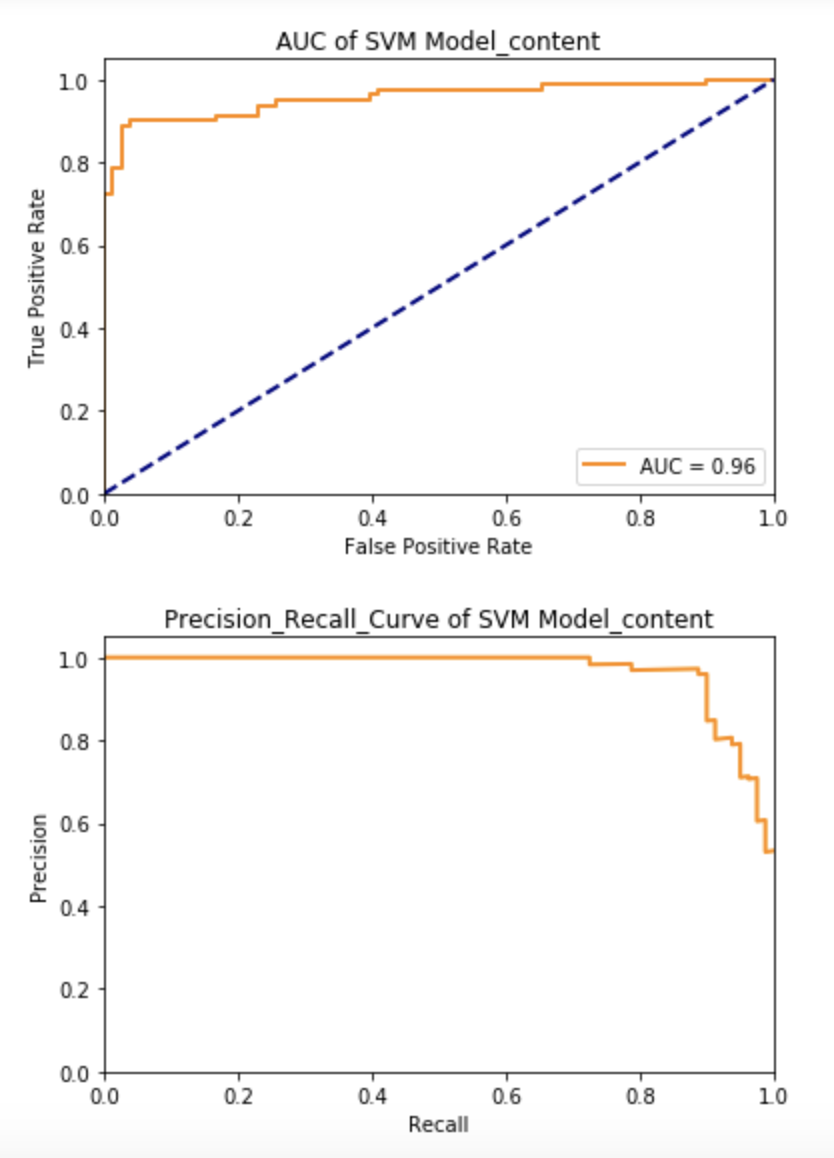 AUC of SVM Model_content
1.0
0.8
0.6
0.4
0.2
0.0
True Positive Rate
AUC = 0.96
0.0 0.2 0.4 0.6 0.8 1.0
False Positive Rate
Precision_Recall_Curve of SVM Model_content
1.0
0.8
0.6
0.4
0.2
0.0
Precision
0.0 0.2 0.4 0.6 0.8 1.0
Recall